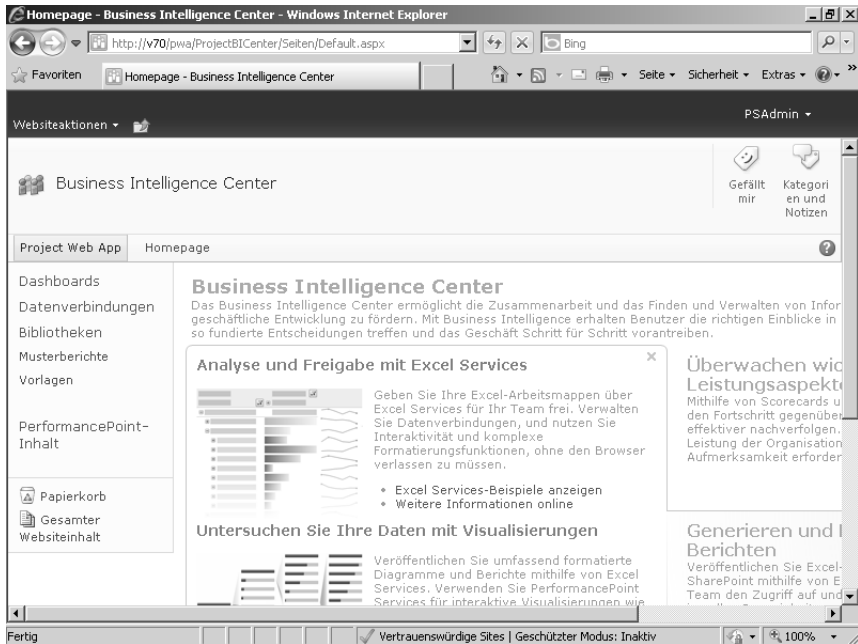 Homepage - Business Intelligence Center - Windows Internet Explorer
http://v70/pwa/ProjectBICenter/Seiten/Default.aspx
Bing
Favoriten
Homepage - Business Intelligence Center
Seite
Sicherheit
Extras
»
PSAdmin
Websiteaktionen
Business Intelligence Center
Gefällt
mir
Kategori
en und
Notizen
Project Web App
Homepage
Dashboards
Datenverbindungen
Bibliotheken
Musterberichte
Vorlagen
PerformancePoint-
Inhalt
Papierkorb
Gesamter
Websiteinhalt
Business Intelligence Center
Das Business Intelligence Center ermöglicht die Zusammenarbeit und das Finden und Verwalten von Infor
geschäftliche Entwicklung zu fördern. Mit Business Intelligence erhalten Benutzer die richtigen Einblicke in
so fundierte Entscheidungen treffen und das Geschäft Schritt für Schritt vorantreiben.
Analyse und Freigabe mit Excel Services
Geben Sie Ihre Excel-Arbeitsmappen über
Excel Services für Ihr Team frei. Verwalten
Sie Datenverbindungen, und nutzen Sie
Interaktivität und komplexe
Formatierungsfunktionen, ohne den Browser
verlassen zu müssen.
Excel Services-Beispiele anzeigen
Weitere Informationen online
Untersuchen Sie Ihre Daten mit Visualisierungen
Veröffentlichen Sie umfassend formatierte
Diagramme und Berichte mithilfe von Excel
Services. Verwenden Sie PerformancePoint
Services für interaktive Visualisierungen wie
Überwachen wic
Leistungsaspekt
Mithilfe von Scorecards u
den Fortschritt gegenüber
effektiver nachverfolgen.
Leistung der Organisation
Aufmerksamkeit erforder
Generieren und
Berichten
Veröffentlichen Sie Excel-
SharePoint mithilfe von E
Team den Zugriff auf und
Fertig
Vertrauenswürdige Sites | Geschützter Modus: Inaktiv
100%